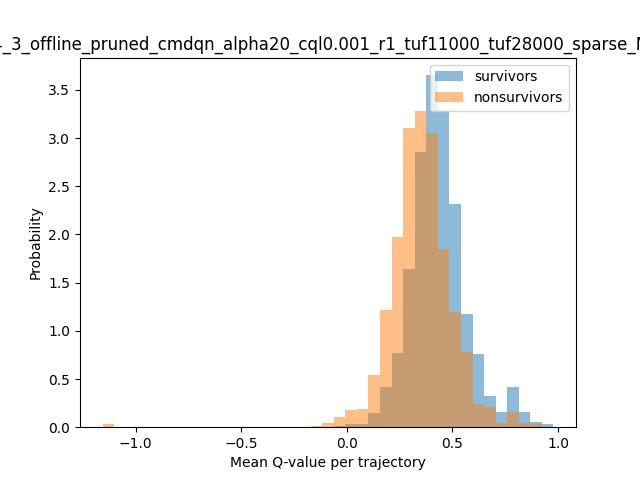 _3_offline_pruned_cmdqn_alpha20_cql0.001_r1_tuf11000_tuf28000_sparse_
survivors
nonsurvivors
3.5
3.0
2.5
2.0
1.5
1.0
0.5
0.0
Probability
−1.0 −0.5 0.0 0.5 1.0
Mean Q-value per trajectory